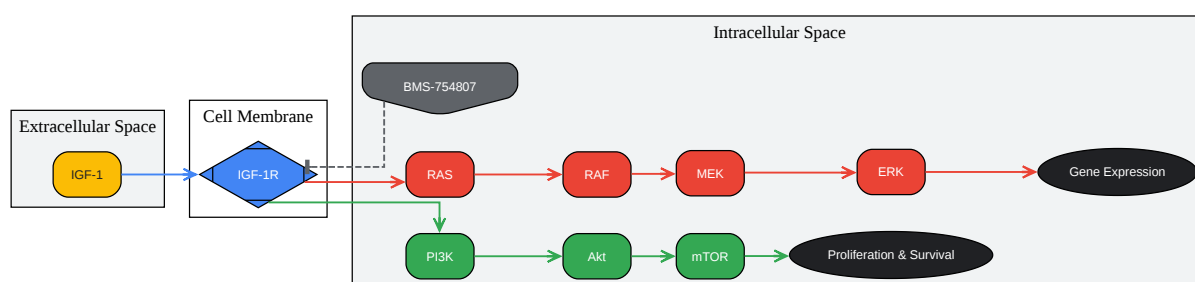 Intracellular Space
BMS-754807
Cell Membrane
Extracellular Space
IGF-1
IGF-1R
RAS
RAF
MEK
ERK
Gene Expression
PI3K
Akt
mTOR
Proliferation & Survival